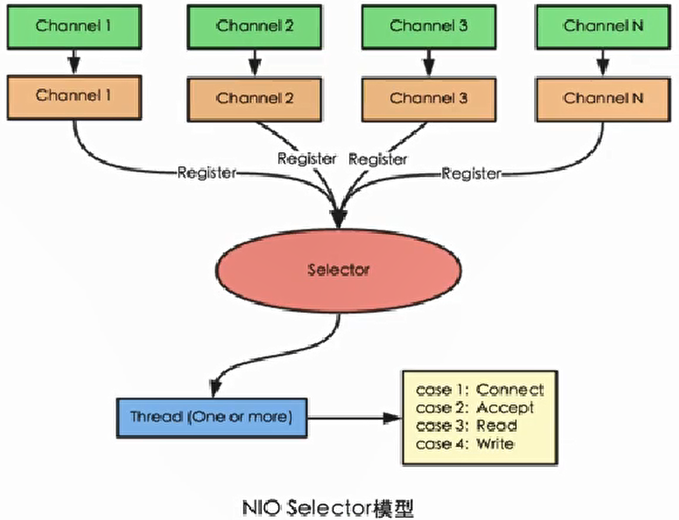 Channel 1
Channel 2
Channel 3
Channel N
Channel 1
Channel 2
Channel 3
Channel N
Register
Register
Register
Register
Selector
Thread (One or more)
case 1: Connect
case 2: Accept
case 3: Read
case 4: Write
NIO Selector模型